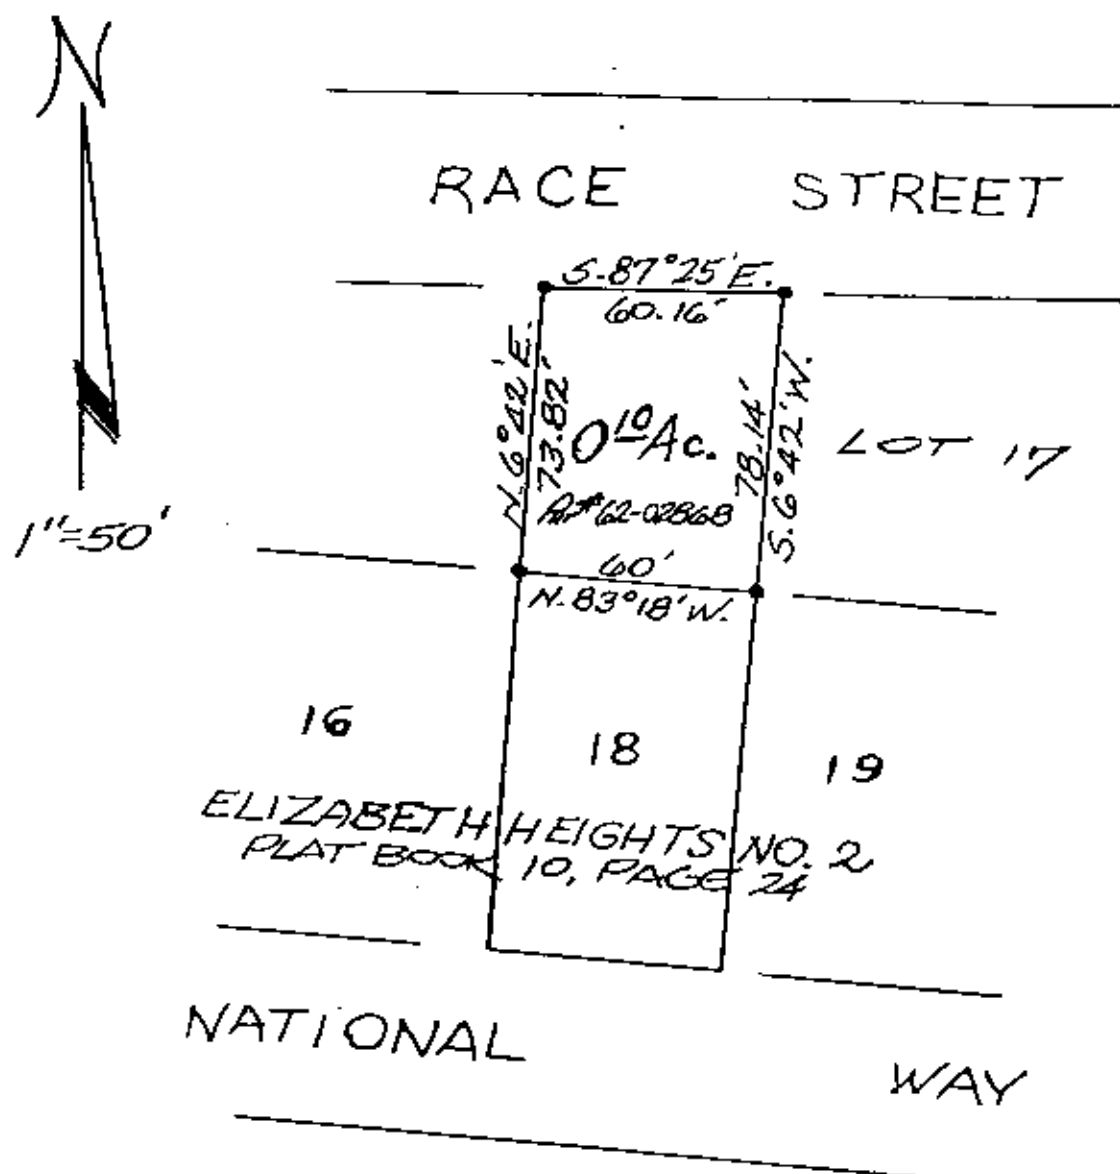 N
RACE STREET
S-87°25'E.
60.16'
N. 6°42'E.
73.82'
0 10 Ac.
62-02868
78.14'
S. 6°42'W.
LOT 17
1"=50'
60'
N. 83°18'W.
16
18
19
ELIZABETH HEIGHTS NO. 2
PLAT BOOK 10, PAGE 24
NATIONAL WAY